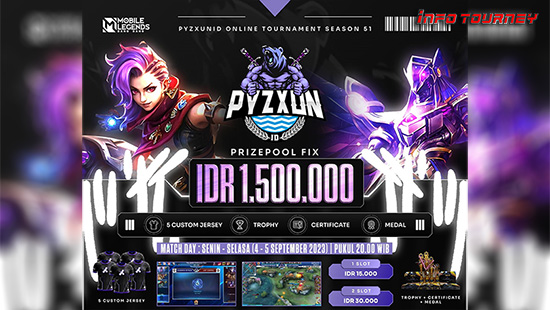 MOBILE
LEGENDS
BANG BANG
PYZXUNID ONLINE TOURNAMENT SEASON 51
INFO TOURNEY
PYZXUN
ID
PRIZEPOOL FIX
IDR 1.500.000
5 CUSTOM JERSEY
TROPHY
CERTIFICATE
MEDAL
MATCH DAY : SENIN - SELASA (4 - 5 SEPTEMBER 2023) | PUKUL 20.00 WIB
1 SLOT
IDR 15.000
2 SLOT
IDR 30.000
5 CUSTOM JERSEY
TROPHY + CERTIFICATE
+ MEDAL